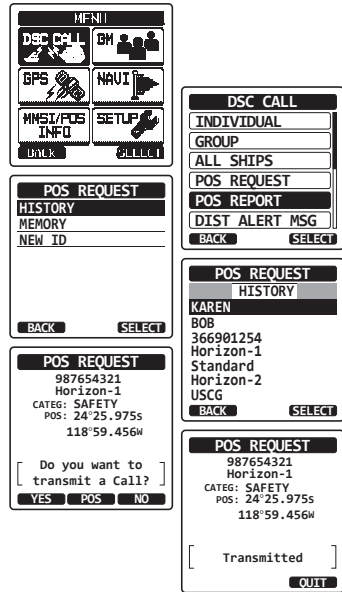 MENU
DSC CALL
GM
GPS
NAVI
MMSI/POS INFO
SETUP
BACK
SELECT
DSC CALL
INDIVIDUAL
GROUP
ALL SHIPS
POS REQUEST
POS REPORT
DIST ALERT MSG
BACK SELECT
POS REQUEST
HISTORY
MEMORY
NEW ID
BACK SELECT
POS REQUEST
HISTORY
KAREN
BOB
366901254
Horizon-1
Standard
Horizon-2
USCG
BACK SELECT
POS REQUEST
987654321
Horizon-1
CATEG: SAFETY
POS: 24°25.975S
118°59.456W
Do you want to
transmit a Call?
YES POS NO
POS REQUEST
987654321
Horizon-1
CATEG: SAFETY
POS: 24°25.975S
118°59.456W
Transmitted
QUIT